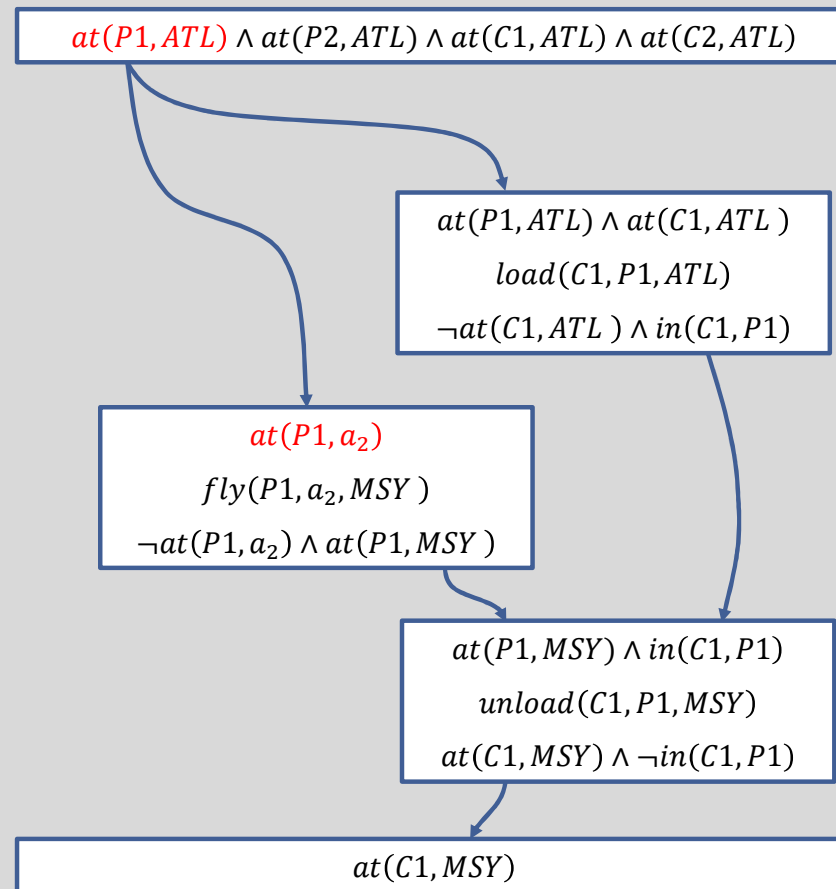 at(P1, ATL) ∧ at(P2, ATL) ∧ at(C1, ATL) ∧ at(C2, ATL)
at(P1, ATL) ∧ at(C1, ATL )
load(C1, P1, ATL)
¬at(C1, ATL ) ∧ in(C1, P1)
at(P1, a₂)
fly(P1, a₂, MSY )
¬at(P1, a₂) ∧ at(P1, MSY )
at(P1, MSY) ∧ in(C1, P1)
unload(C1, P1, MSY)
at(C1, MSY) ∧ ¬in(C1, P1)
at(C1, MSY)